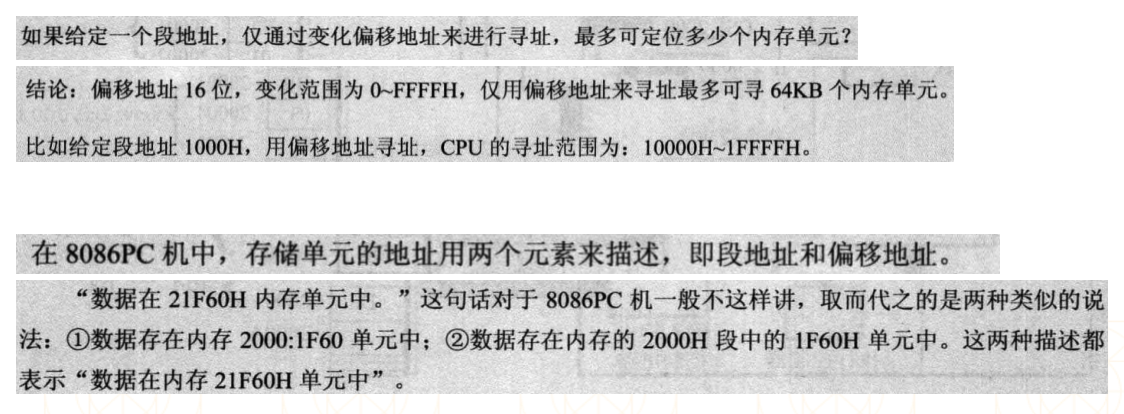 如果给定一个段地址，仅通过变化偏移地址来进行寻址，最多可定位多少个内存单元？
结论：偏移地址 16 位，变化范围为 0~FFFFH，仅用偏移地址来寻址最多可寻 64KB 个内存单元。
比如给定段地址 1000H，用偏移地址寻址，CPU 的寻址范围为：10000H~1FFFFH。
在 8086PC 机中，存储单元的地址用两个元素来描述，即段地址和偏移地址。
“数据在 21F60H 内存单元中。”这句话对于 8086PC 机一般不这样讲，取而代之的是两种类似的说
法：①数据存在内存 2000:1F60 单元中；②数据存在内存的 2000H 段中的 1F60H 单元中。这两种描述都
表示“数据在内存 21F60H 单元中”。